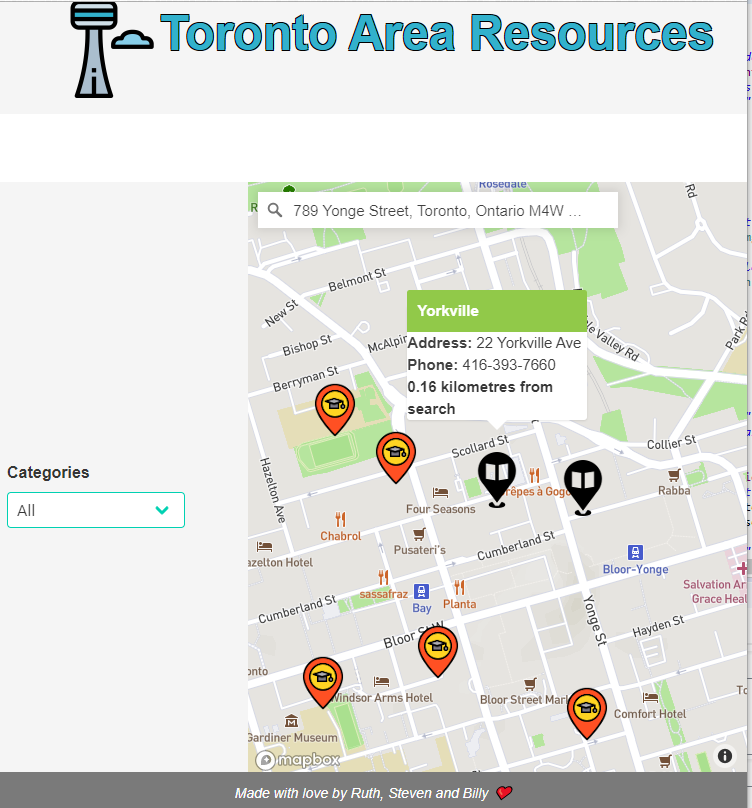 Toronto Area Resources
Rosedale
789 Yonge Street, Toronto, Ontario M4W ...
Rd
Belmont St
New St
Yorkville
Address: 22 Yorkville Ave
Phone: 416-393-7660
0.16 kilometres from
search
Valley Rd
Park R
Bishop St
McAlpin
Berryman St
Scollard St
Collier St
Hazelton Ave
Categories
All
Rabba
Four Seasons
Crêpes à Gogo
Chabrol
Pusateri's
Cumberland St
azelton Hotel
Bloor-Yonge
sassafraz
Bay
Planta
Salvation Ar
Grace Heal
Cumberland St
Yonge St
Hayden St
Bloor St W
onto
Windsor Arms Hotel
Bloor Street Mar
Comfort Hotel
Gardiner Museum
mapbox
Made with love by Ruth, Steven and Billy